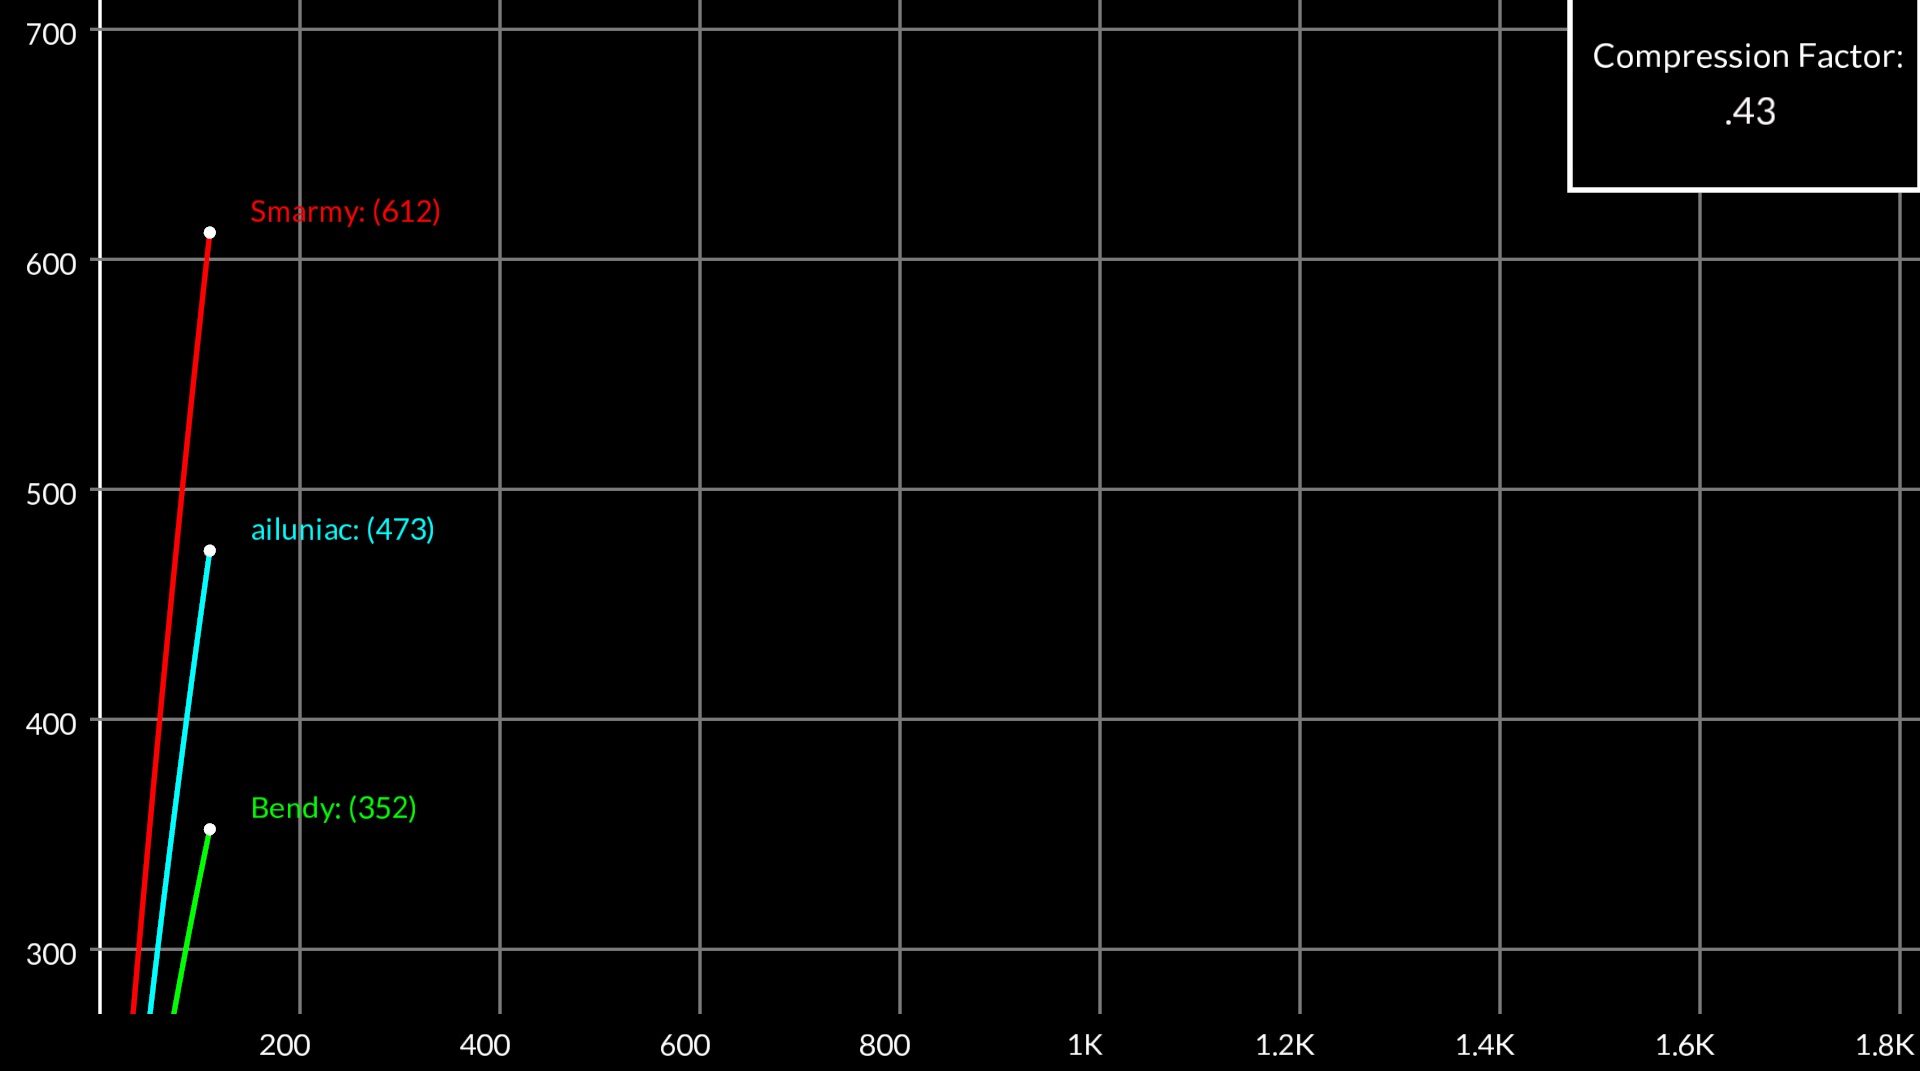 700
Compression Factor:
.43
Smarmy: (612)
600
500
ailuniac: (473)
400
Bendy: (352)
300
200 400 600 800 1K 1.2K 1.4K 1.6K 1.8K